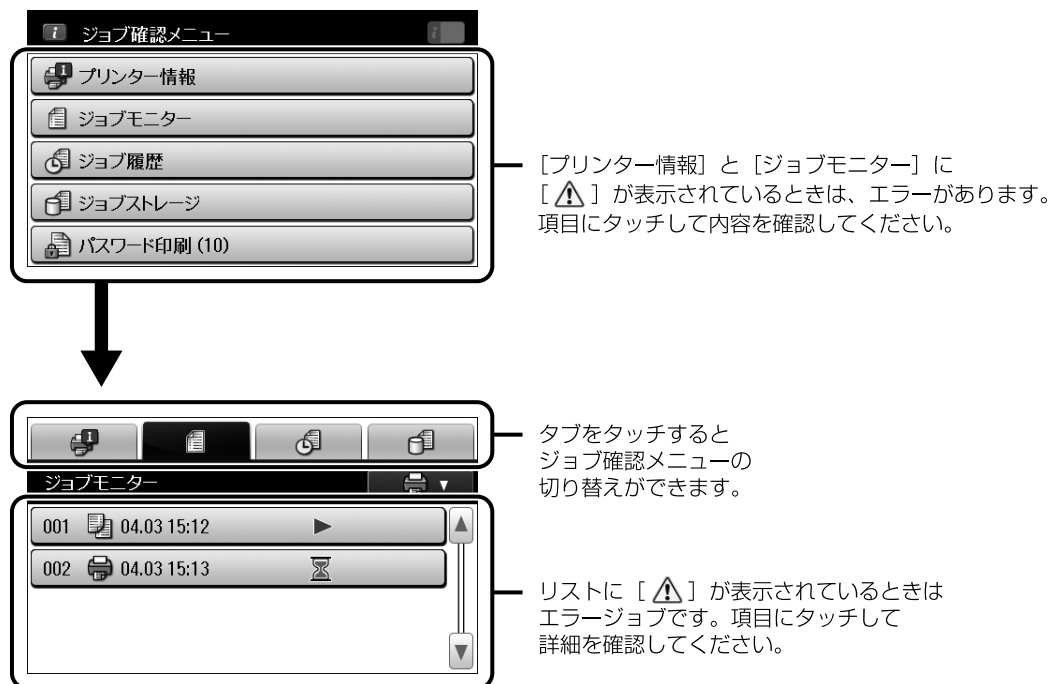 ジョブ確認メニュー
プリンター情報
ジョブモニター
ジョブ履歴
ジョブストレージ
パスワード印刷 (10)
［プリンター情報］と［ジョブモニター］に
［⚠］が表示されているときは、エラーがあります。
項目にタッチして内容を確認してください。
タブをタッチすると
ジョブ確認メニューの
切り替えができます。
ジョブモニター
001 04.03 15:12
002 04.03 15:13
リストに［⚠］が表示されているときは
エラージョブです。項目にタッチして
詳細を確認してください。